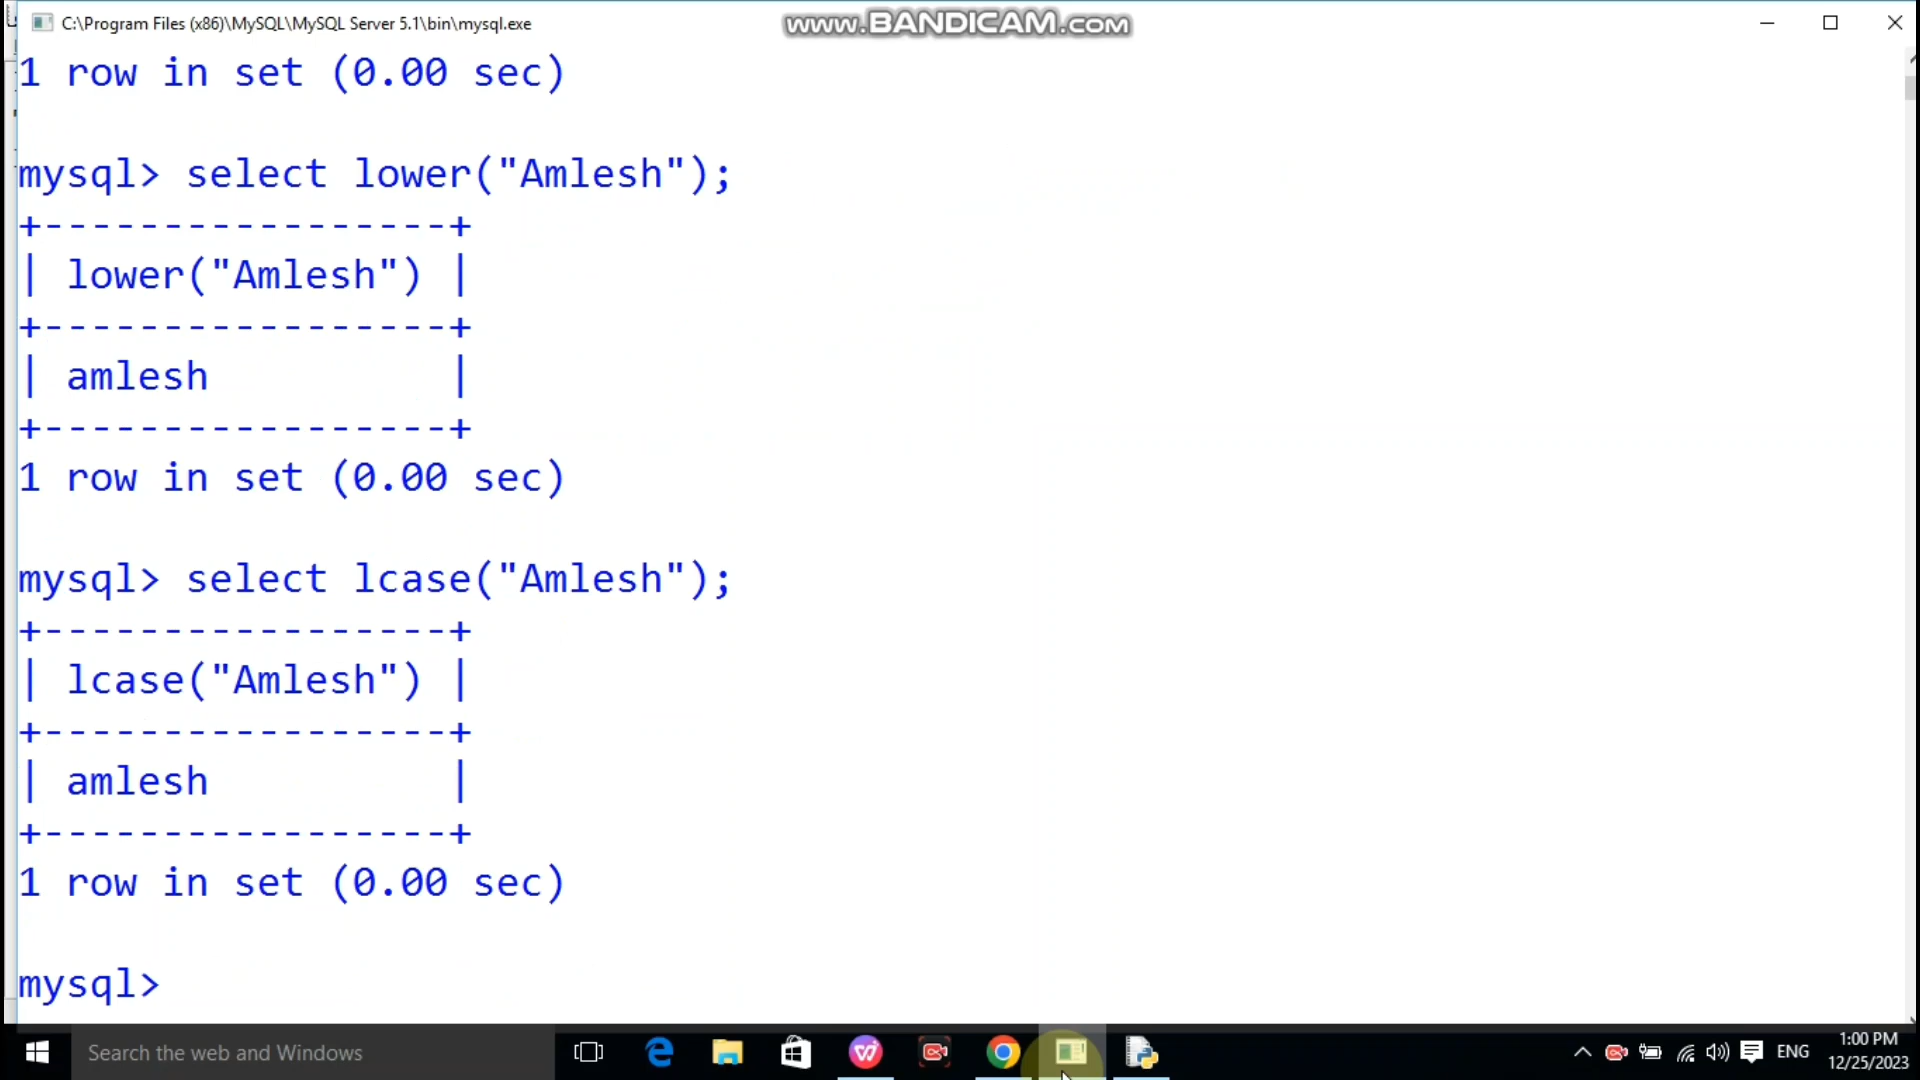 C:\Program Files (x86)\MySQL\MySQL Server 5.1\bin\mysql.exe
www.BANDICAM.com
1 row in set (0.00 sec)
mysql> select lower("Amlesh");
+-----------------+
| lower("Amlesh") |
+-----------------+
| amlesh          |
+-----------------+
1 row in set (0.00 sec)
mysql> select lcase("Amlesh");
+-----------------+
| lcase("Amlesh") |
+-----------------+
| amlesh          |
+-----------------+
1 row in set (0.00 sec)
mysql>
Search the web and Windows
ENG
1:00 PM
12/25/2023